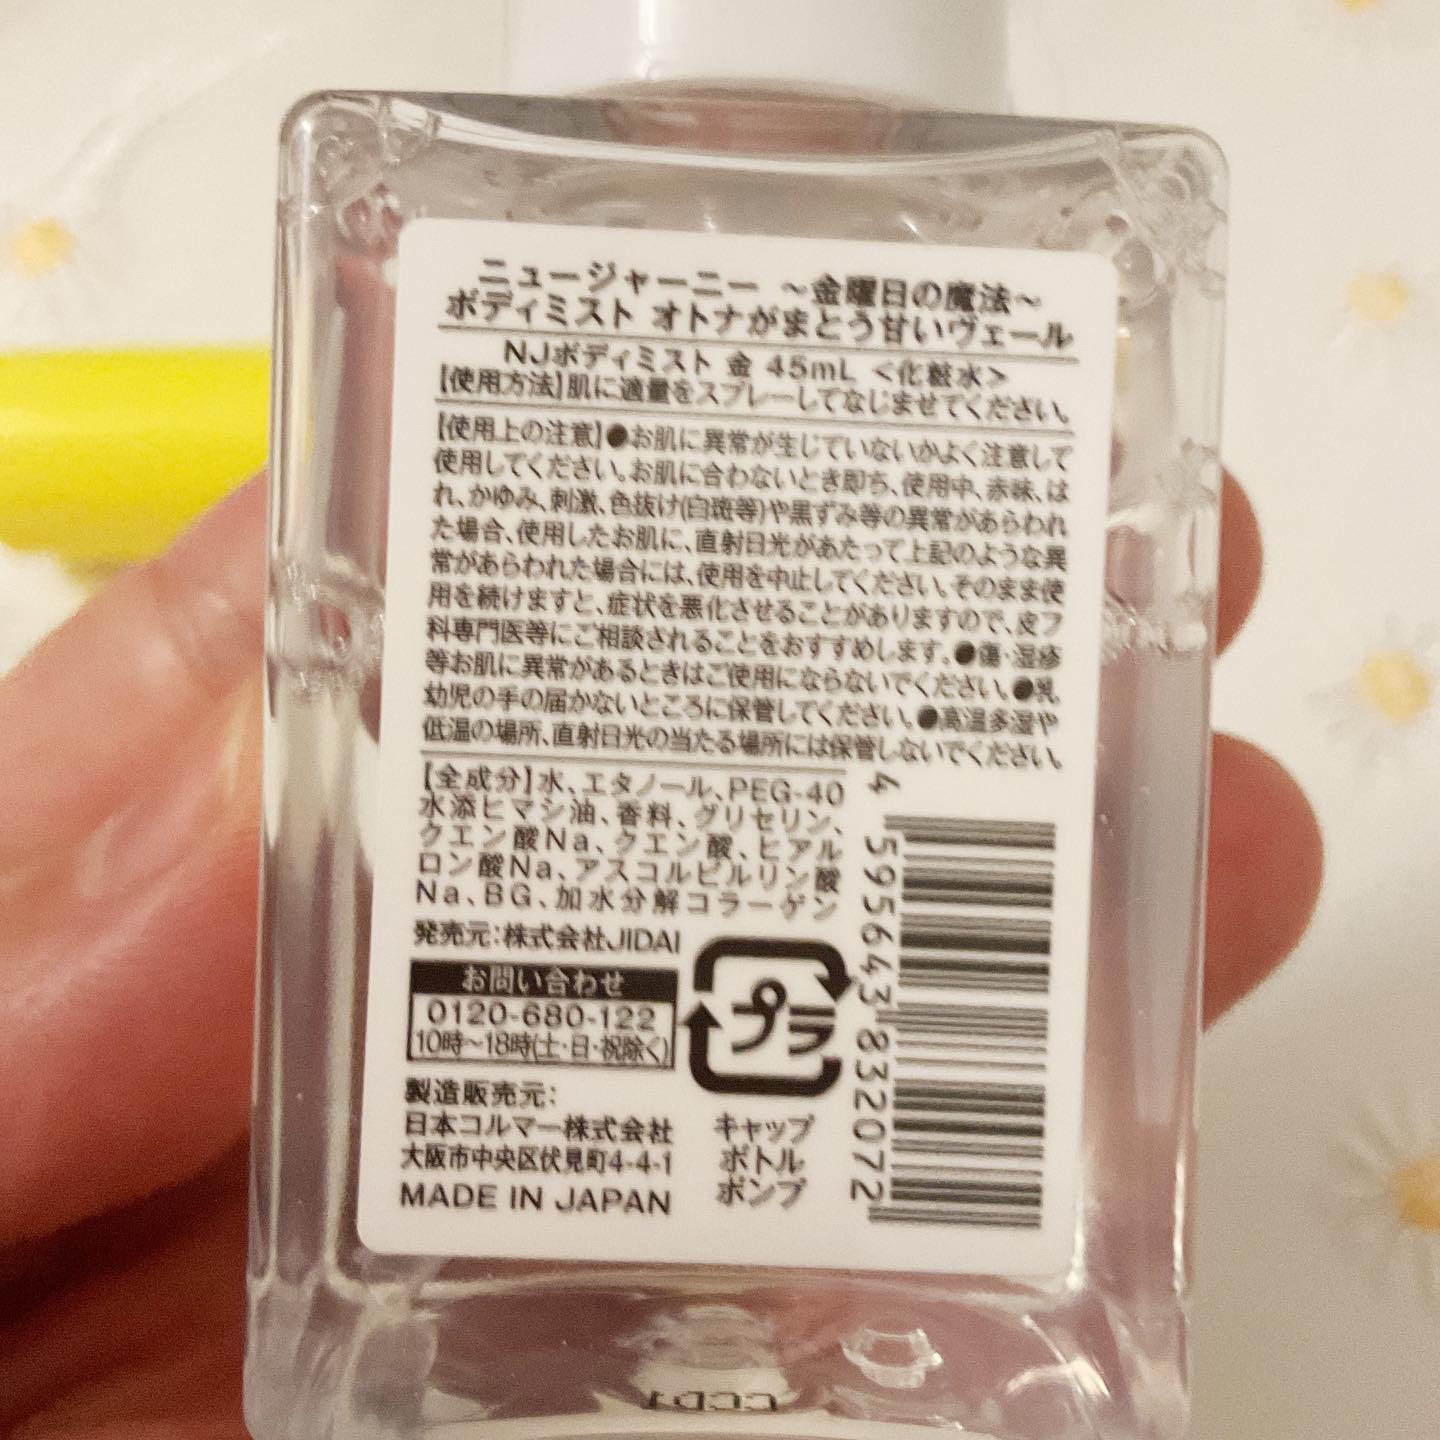 ニュージャーニー ～金曜日の魔法～
ボディミスト オトナがまとう甘いヴェール
NJボディミスト 金 45mL <化粧水>
【使用方法】肌に適量をスプレーしてなじませてください。
【使用上の注意】●お肌に異常が生じていないかよく注意して
使用してください。お肌に合わないとき即ち、使用中、赤味、は
れ、かゆみ、刺激、色抜け(白斑等)や黒ずみ等の異常があらわれ
た場合、使用したお肌に、直射日光があたって上記のような異
常があらわれた場合には、使用を中止してください。そのまま使
用を続けますと、症状を悪化させることがありますので、皮フ
科専門医等にご相談されることをおすすめします。●傷・湿疹
等お肌に異常があるときはご使用にならないでください。●乳
幼児の手の届かないところに保管してください。●高温多湿や
低温の場所、直射日光の当たる場所には保管しないでください。
【全成分】水、エタノール、PEG-40
水添ヒマシ油、香料、グリセリン、
クエン酸Na、クエン酸、ヒアル
ロン酸Na、アスコルビルリン酸
Na、BG、加水分解コラーゲン
発売元：株式会社JIDAI
お問い合わせ
0120-680-122
10時～18時(土・日・祝除く)
製造販売元：
日本コルマー株式会社
大阪市中央区伏見町4-4-1
MADE IN JAPAN
プラ
キャップ
ボトル
ポンプ
4 595643 832072